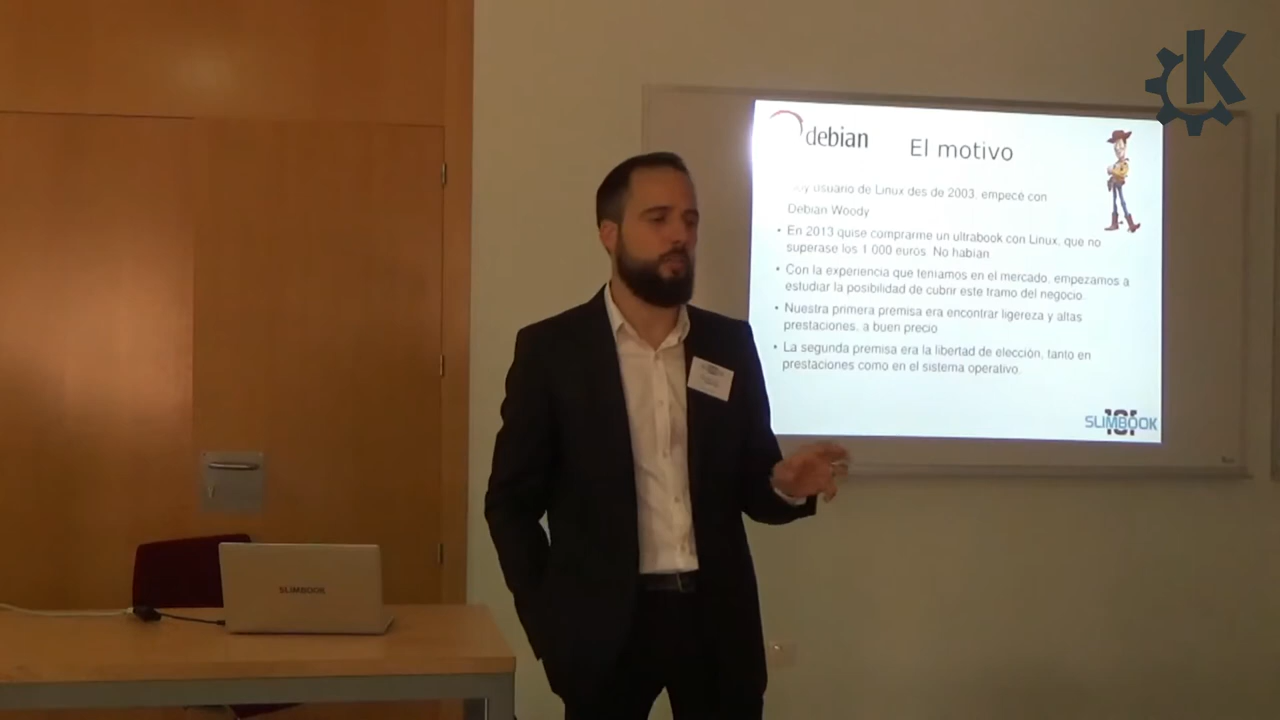 K
debian
El motivo
usuario de Linux des de 2003, empecé con
Debian Woody
• En 2013 quise comprarme un ultrabook con Linux, que no
superase los 1.000 euros. No habian
• Con la experiencia que teniamos en el mercado, empezamos a
estudiar la posibilidad de cubrir este tramo del negocio.
• Nuestra primera premisa era encontrar ligereza y altas
prestaciones, a buen precio
• La segunda premisa era la libertad de elección, tanto en
prestaciones como en el sistema operativo.
SLIMBOOK
SLIMBOOK